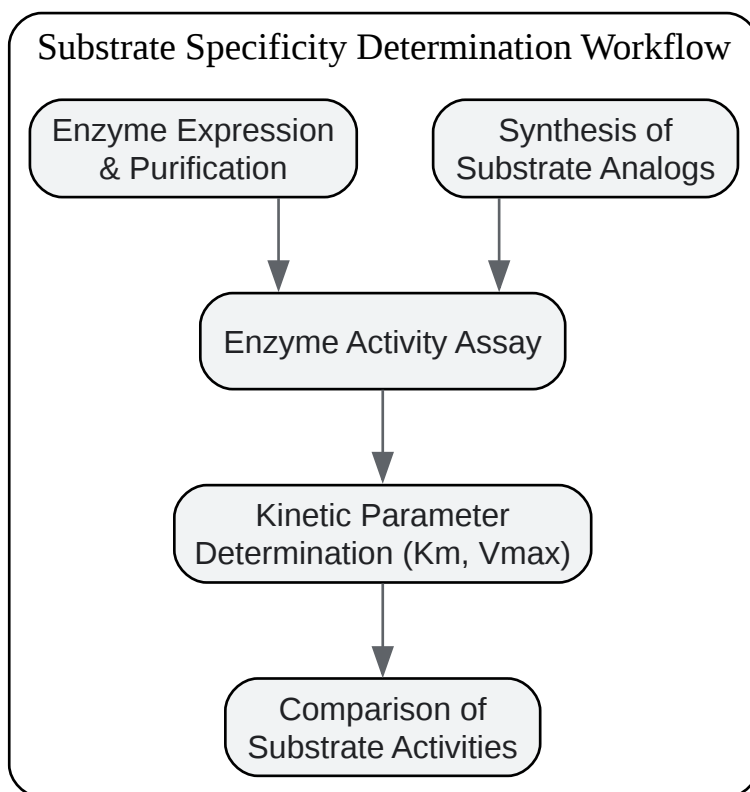 Substrate Specificity Determination Workflow
Enzyme Expression
& Purification
Synthesis of
Substrate Analogs
Enzyme Activity Assay
Kinetic Parameter
Determination (Km, Vmax)
Comparison of
Substrate Activities